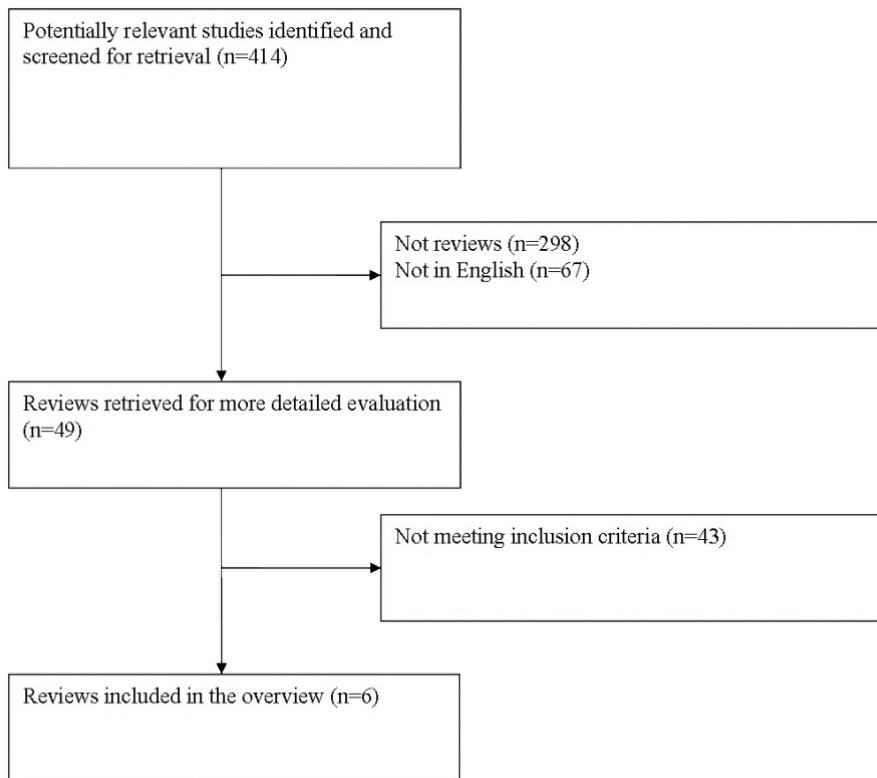 Potentially relevant studies identified and
screened for retrieval (n=414)
Not reviews (n=298)
Not in English (n=67)
Reviews retrieved for more detailed evaluation
(n=49)
Not meeting inclusion criteria (n=43)
Reviews included in the overview (n=6)